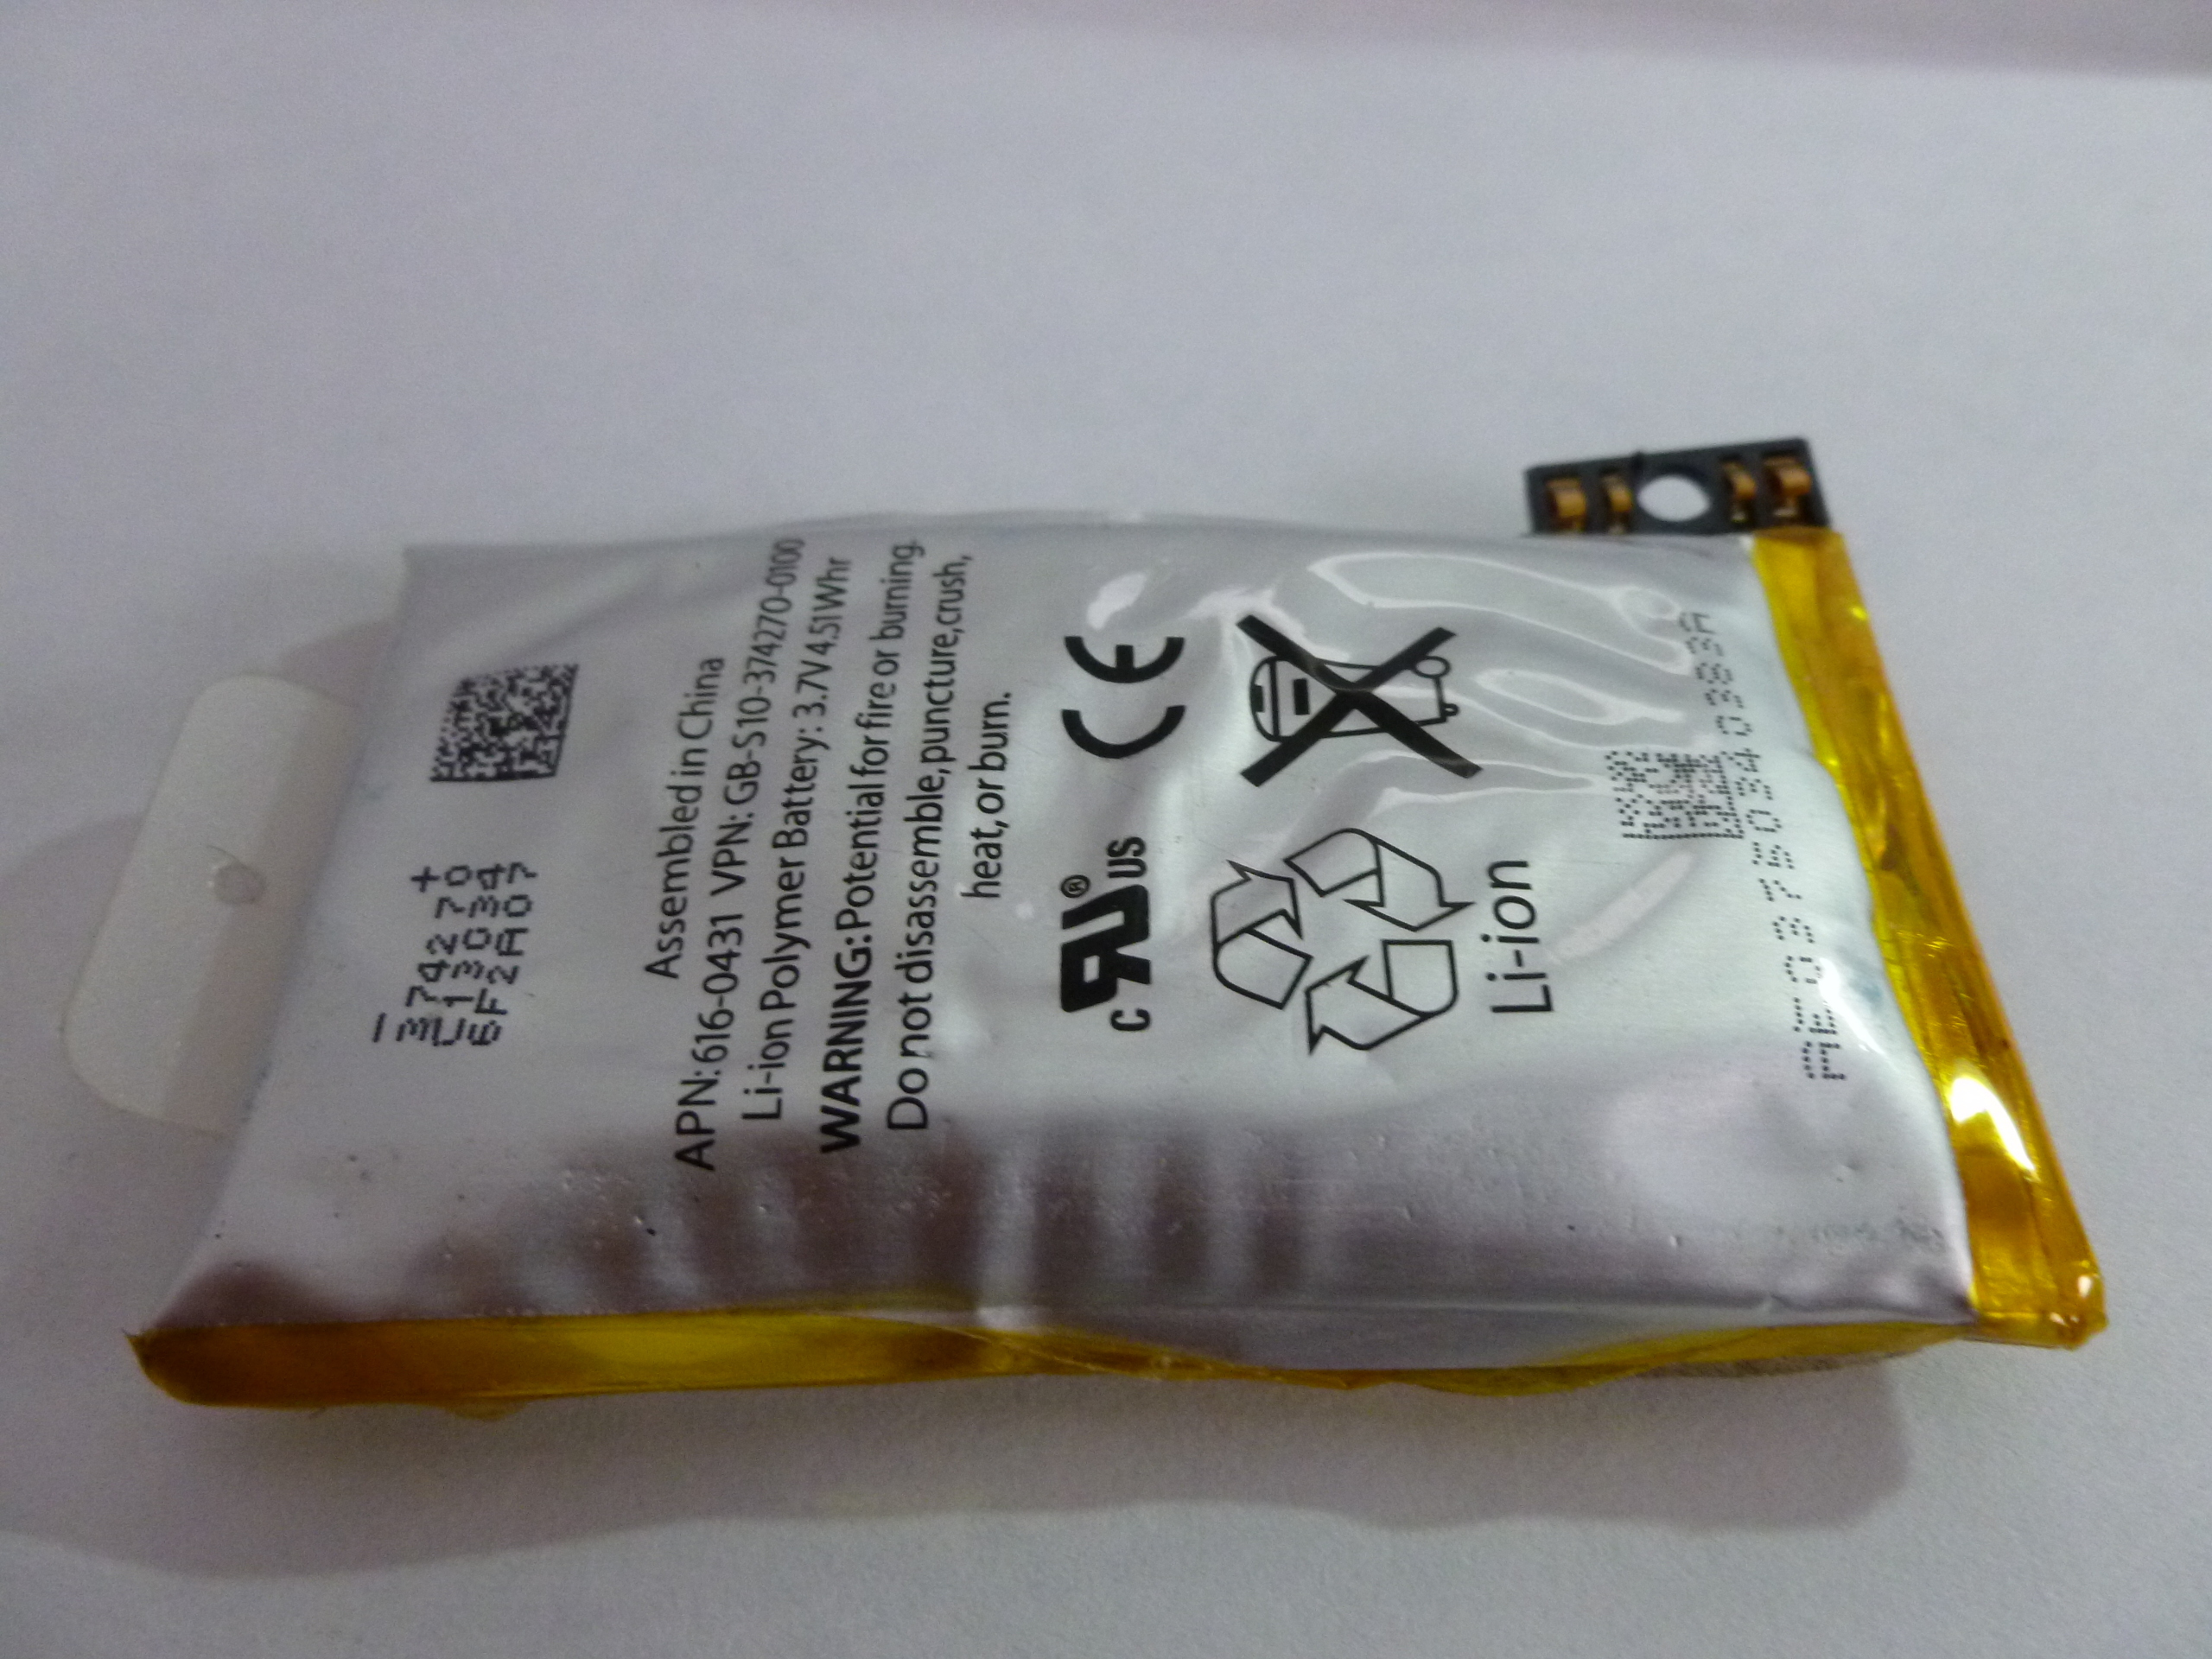 - +
374270
L13034
6F2A07
Assembled in China
APN: 616-0431 VPN: GB-S10-374270-0100
Li-ion Polymer Battery: 3.7V 4.51Whr
WARNING: Potential for fire or burning.
Do not disassemble, puncture, crush,
heat, or burn.
c RU® US CE
Li-ion